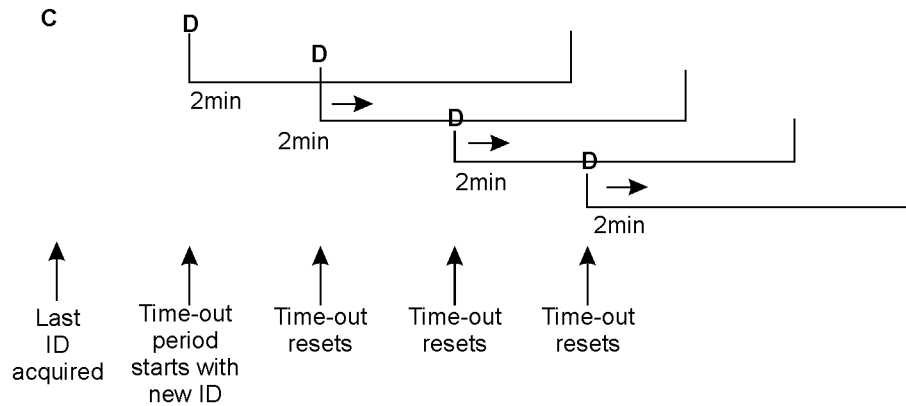 C
D
D
2min
D
2min
D
2min
2min
Last
ID
acquired
Time-out
period
starts with
new ID
Time-out
resets
Time-out
resets
Time-out
resets